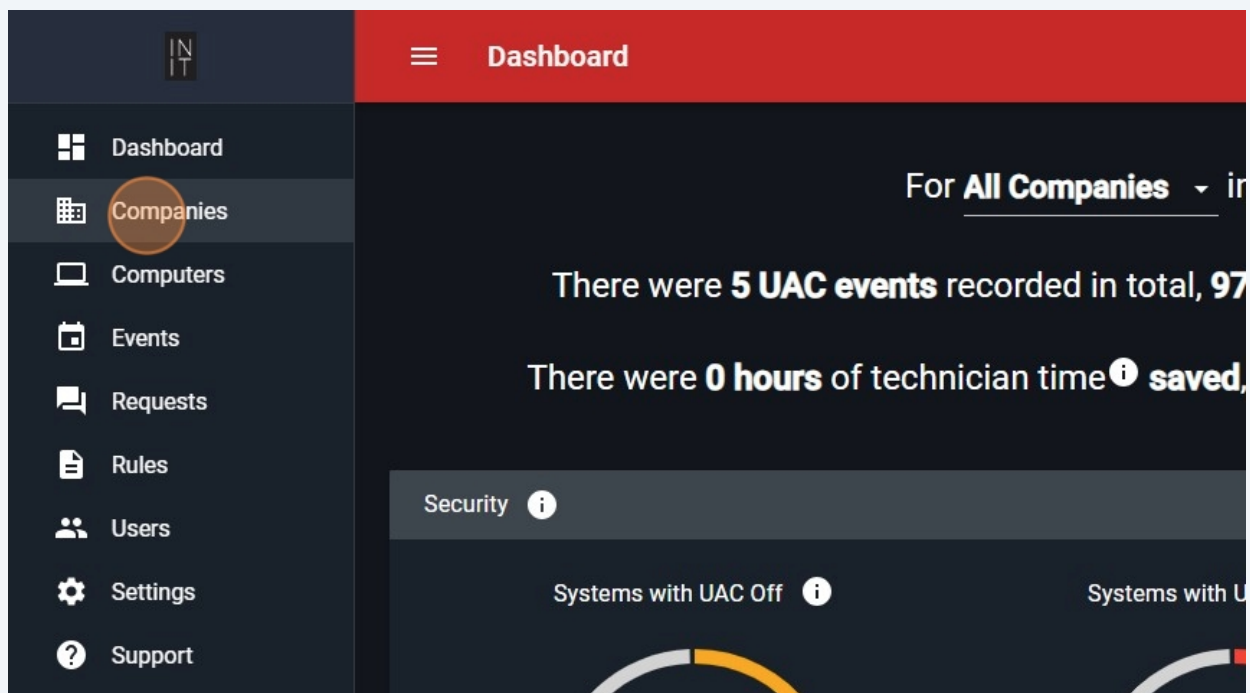 IN
IT
Dashboard
Dashboard
Companies
Computers
Events
Requests
Rules
Users
Settings
Support
For All Companies
There were 5 UAC events recorded in total, 97
There were 0 hours of technician time saved,
Security
Systems with UAC Off
Systems with U